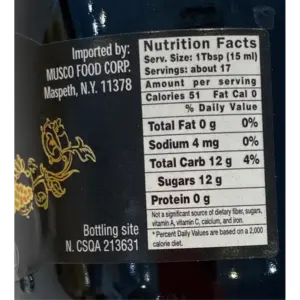 Imported by:
MUSCO FOOD CORP.
Maspeth, N.Y. 11378
Nutrition Facts
Serv. Size: 1Tbsp (15 ml)
Servings: about 17
Amount per serving
Calories 51 Fat Cal 0
% Daily Value
Total Fat 0 g 0%
Sodium 4 mg 0%
Total Carb 12 g 4%
Sugars 12 g
Protein 0 g
Not a significant source of dietary fiber, sugars,
vitamin A, vitamin C, calcium, and iron.
* Percent Daily Values are based on a 2,000
calorie diet.
Bottling site
N. CSQA 213631